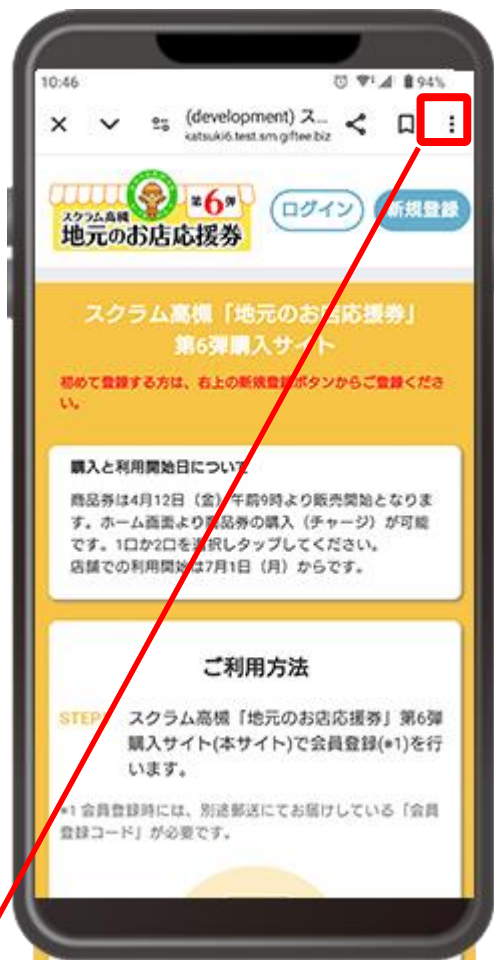 10:46
94%
(development) ス...
katsuki6.test.sm.giftee.biz
スクラム高槻
第6弾
地元のお店応援券
ログイン
新規登録
スクラム高槻「地元のお店応援券」
第6弾購入サイト
初めて登録する方は、右上の新規登録ボタンからご登録くださ
い。
購入と利用開始日について
商品券は4月12日(金)午前9時より販売開始となりま
す。ホーム画面より商品券の購入(チャージ)が可能
です。1口か2口を選択しタップしてください。
店舗での利用開始は7月1日(月)からです。
ご利用方法
STEP
スクラム高槻「地元のお店応援券」第6弾
購入サイト(本サイト)で会員登録(*1)を行
います。
*1 会員登録時には、別途郵送にてお届けしている「会員
登録コード」が必要です。